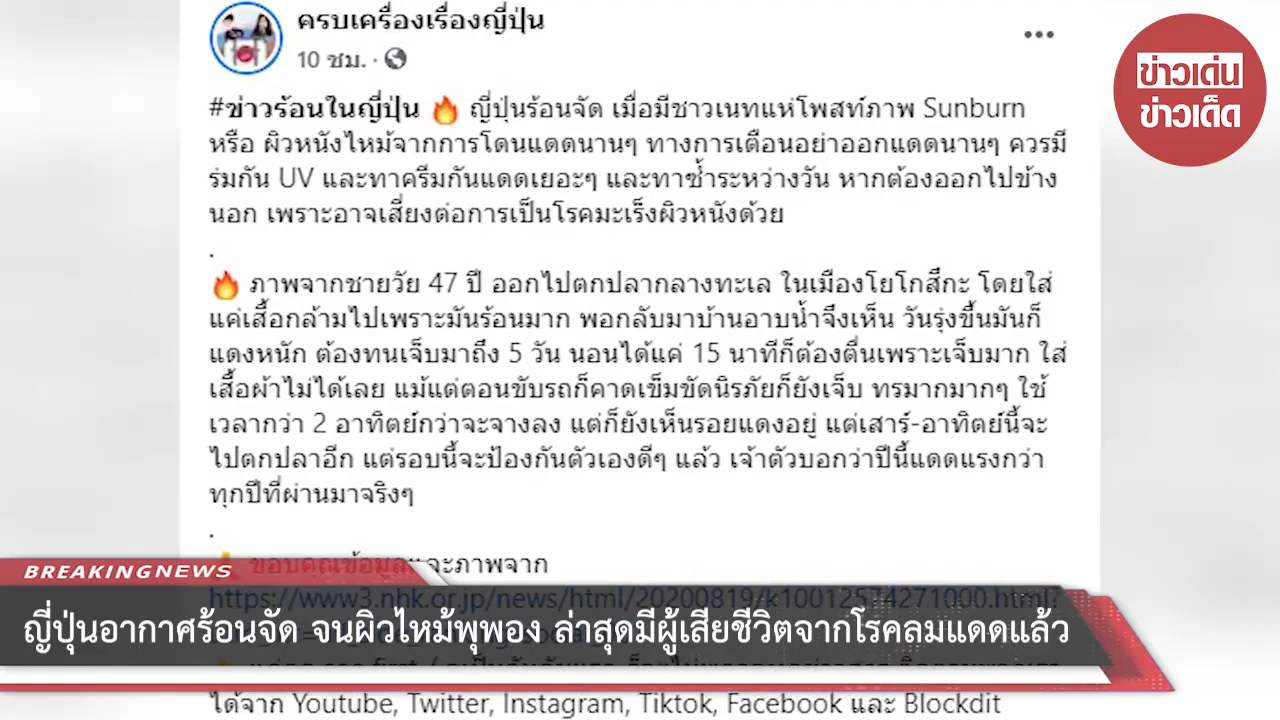 ครบเครื่องเรื่องญี่ปุ่น
10 ชม. ·
ข่าวเด่น
ข่าวเด็ด
#ข่าวร้อนในญี่ปุ่น 🔥 ญี่ปุ่นร้อนจัด เมื่อมีชาวเนทแห่โพสท์ภาพ Sunburn
หรือ ผิวหนังไหม้จากการโดนแดดนานๆ ทางการเตือนอย่าออกแดดนานๆ ควรมี
ร่มกัน UV และทาครีมกันแดดเยอะๆ และทาซ้ำระหว่างวัน หากต้องออกไปข้าง
นอก เพราะอาจเสี่ยงต่อการเป็นโรคมะเร็งผิวหนังด้วย
.
🔥 ภาพจากชายวัย 47 ปี ออกไปตกปลากลางทะเล ในเมืองโยโกสึกะ โดยใส่
แค่เสื้อกล้ามไปเพราะมันร้อนมาก พอกลับมาบ้านอาบน้ำจึงเห็น วันรุ่งขึ้นมันก็
แดงหนัก ต้องทนเจ็บมาถึง 5 วัน นอนได้แค่ 15 นาทีก็ต้องตื่นเพราะเจ็บมาก ใส่
เสื้อผ้าไม่ได้เลย แม้แต่ตอนขับรถก็คาดเข็มขัดนิรภัยก็ยังเจ็บ ทรมากมากๆ ใช้
เวลากว่า 2 อาทิตย์กว่าจะจางลง แต่ก็ยังเห็นรอยแดงอยู่ แต่เสาร์-อาทิตย์นี้จะ
ไปตกปลาอีก แต่รอบนี้จะป้องกันตัวเองดีๆ แล้ว เจ้าตัวบอกว่าปีนี้แดดแรงกว่า
ทุกปีที่ผ่านมาจริงๆ
.
ขอบคุณข้อมูลและภาพจาก
BREAKING NEWS
https://www3.nhk.or.jp/news/html/20200819/k10012574271000.html?
ญี่ปุ่นอากาศร้อนจัด จนผิวไหม้พุพอง ล่าสุดมีผู้เสียชีวิตจากโรคลมแดดแล้ว
ได้จาก Youtube, Twitter, Instagram, Tiktok, Facebook และ Blockdit